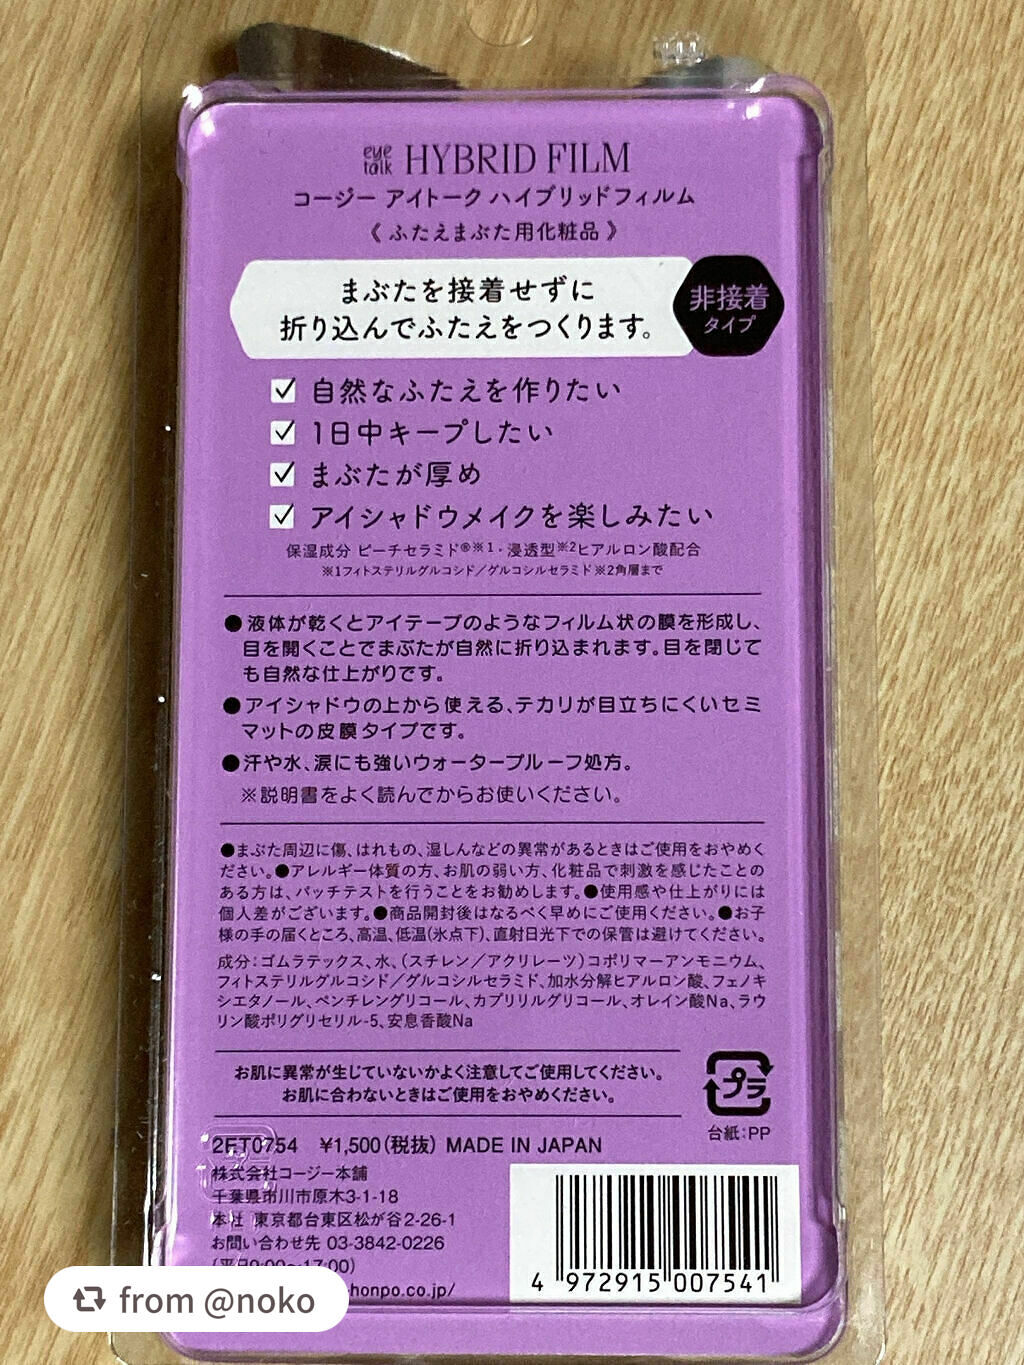 eye talk HYBRID FILM
コージー アイトーク ハイブリッドフィルム
《 ふたえまぶた用化粧品 》
まぶたを接着せずに
折り込んでふたえをつくります。
非接着
タイプ
自然なふたえを作りたい
1日中キープしたい
まぶたが厚め
アイシャドウメイクを楽しみたい
保湿成分 ピーチセラミド®※1・浸透型※2ヒアルロン酸配合
※1フィトステリルグルコシド／グルコシルセラミド ※2角層まで
●液体が乾くとアイテープのようなフィルム状の膜を形成し、
目を開くことでまぶたが自然に折り込まれます。目を閉じて
も自然な仕上がりです。
●アイシャドウの上から使える、テカリが目立ちにくいセミ
マットの皮膜タイプです。
●汗や水、涙にも強いウォータープルーフ処方。
※説明書をよく読んでからお使いください。
●まぶた周辺に傷、はれもの、湿しんなどの異常があるときはご使用をおやめく
ださい。●アレルギー体質の方、お肌の弱い方、化粧品で刺激を感じたことの
ある方は、パッチテストを行うことをお勧めします。●使用感や仕上がりには
個人差がございます。●商品開封後はなるべく早めにご使用ください。●お子
様の手の届くところ、高温、低温(氷点下)、直射日光下での保管は避けてください。
成分：ゴムラテックス、水、(スチレン／アクリレーツ)コポリマーアンモニウム、
フィトステリルグルコシド／グルコシルセラミド、加水分解ヒアルロン酸、フェノキ
シエタノール、ペンチレングリコール、カプリリルグリコール、オレイン酸Na、ラウ
リン酸ポリグリセリル-5、安息香酸Na
お肌に異常が生じていないかよく注意してご使用してください。
お肌に合わないときはご使用をおやめください。
プラ
台紙：PP
2FT0754 ¥1,500(税抜) MADE IN JAPAN
株式会社コージー本舗
千葉県市川市原木3-1-18
本社 東京都台東区松が谷2-26-1
お問い合わせ先 03-3842-0226
(平日9:00〜17:00)
honpo.co.jp/
4 972915 007541
from @noko